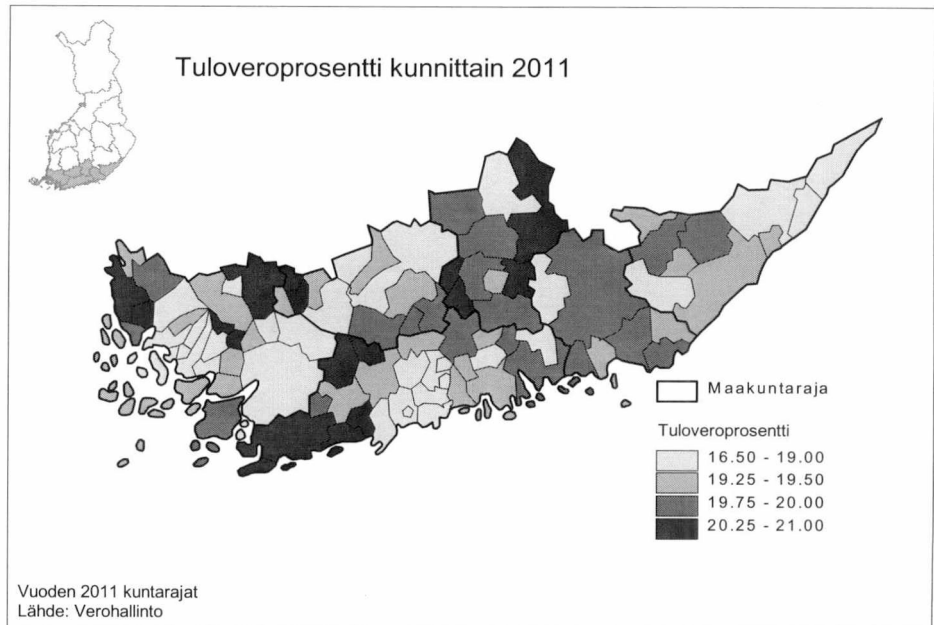 Tuloveroprosentti kunnittain 2011
Maakuntaraja
Tuloveroprosentti
16.50 - 19.00
19.25 - 19.50
19.75 - 20.00
20.25 - 21.00
Vuoden 2011 kuntarajat
Lähde: Verohallinto